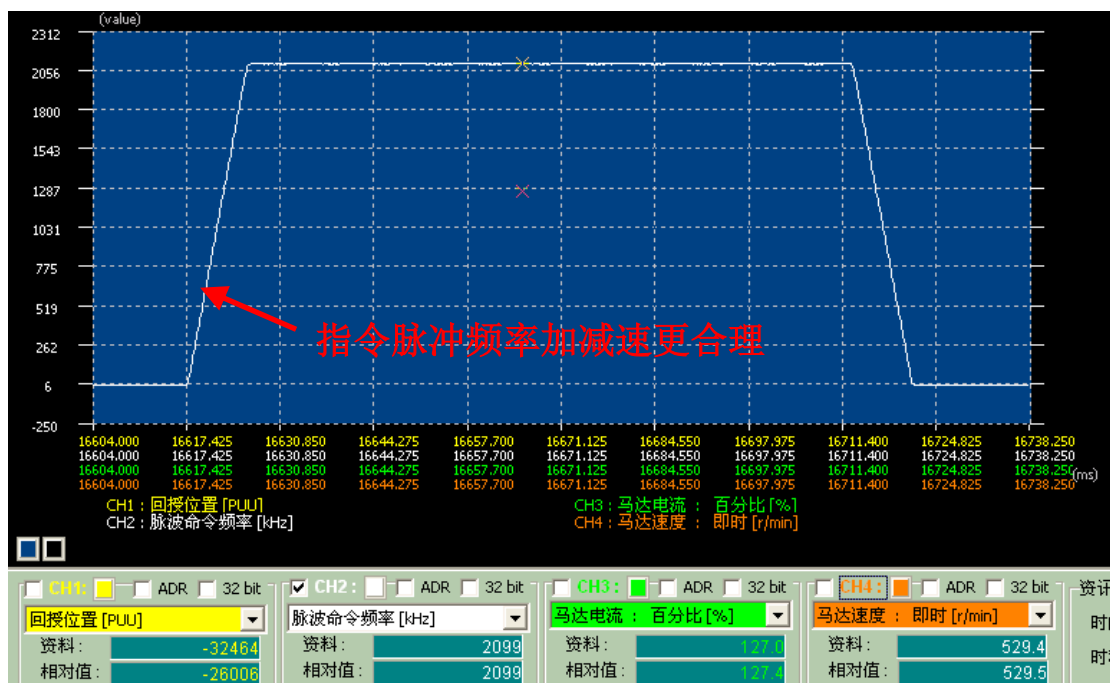 (value)
2312
2056
1800
1543
1287
1031
775
519
262
6
-250
指令脉冲频率加减速更合理
16604.000 16617.425 16630.850 16644.275 16657.700 16671.125 16684.550 16697.975 16711.400 16724.825 16738.250
16604.000 16617.425 16630.850 16644.275 16657.700 16671.125 16684.550 16697.975 16711.400 16724.825 16738.250
16604.000 16617.425 16630.850 16644.275 16657.700 16671.125 16684.550 16697.975 16711.400 16724.825 16738.250(ms)
16604.000 16617.425 16630.850 16644.275 16657.700 16671.125 16684.550 16697.975 16711.400 16724.825 16738.250
CH1 : 回授位置 [PUU] CH3 : 马达电流 : 百分比 [%]
CH2 : 脉波命令频率 [kHz] CH4 : 马达速度 : 即时 [r/min]
CH1: ADR 32 bit CH2 : ADR 32 bit CH3 : ADR 32 bit CH4 : ADR 32 bit 资讯
回授位置 [PUU] 脉波命令频率 [kHz] 马达电流 : 百分比 [%] 马达速度 : 即时 [r/min]
资料 : -32464 资料 : 2099 资料 : 127.0 资料 : 529.4
相对值 : -26006 相对值 : 2099 相对值 : 127.4 相对值 : 529.5